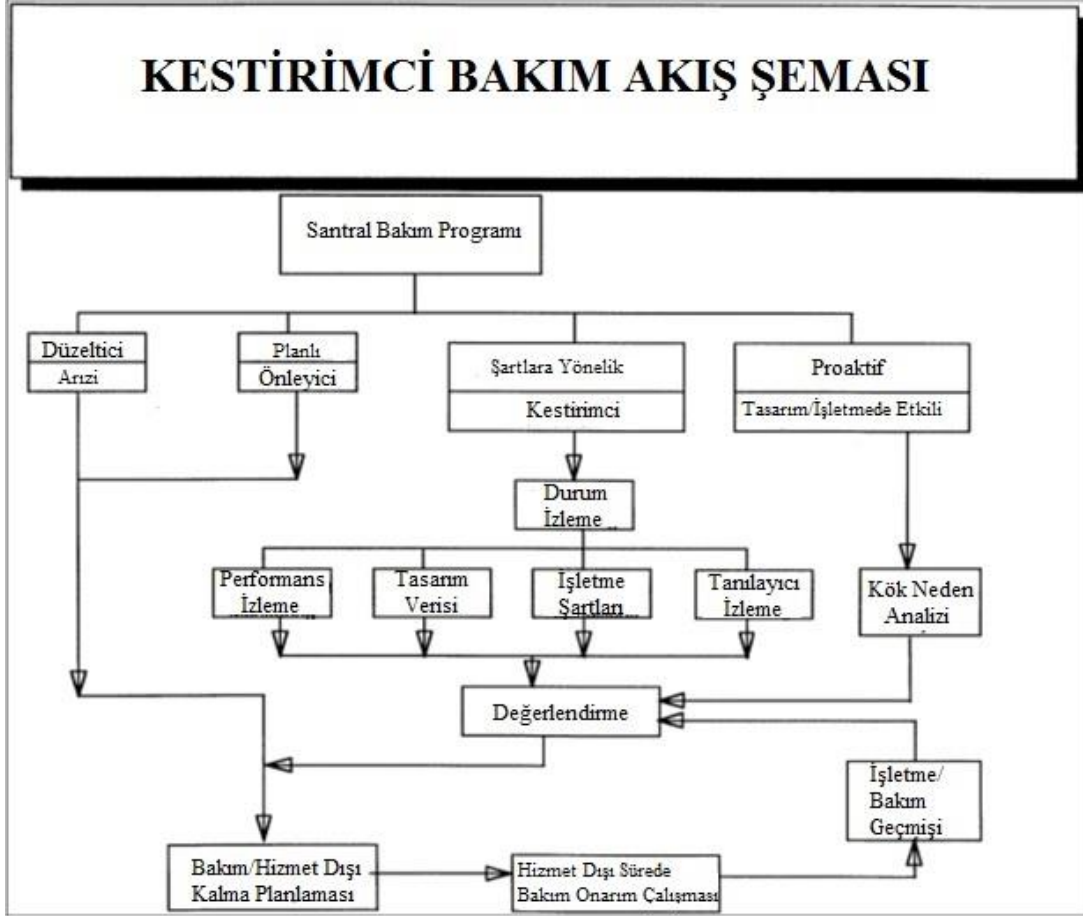 KESTİRİMCİ BAKIM AKIŞ ŞEMASI
Santral Bakım Programı
Düzeltici
Arızi
Planlı
Önleyici
Şartlara Yönelik
Kestirimci
Proaktif
Tasarım/İşletmede Etkili
Durum
İzleme
Performans
İzleme
Tasarım
Verisi
İşletme
Şartları
Tanılayıcı
İzleme
Kök Neden
Analizi
Değerlendirme
İşletme/
Bakım
Geçmişi
Bakım/Hizmet Dışı
Kalma Planlaması
Hizmet Dışı Sürede
Bakım Onarım Çalışması